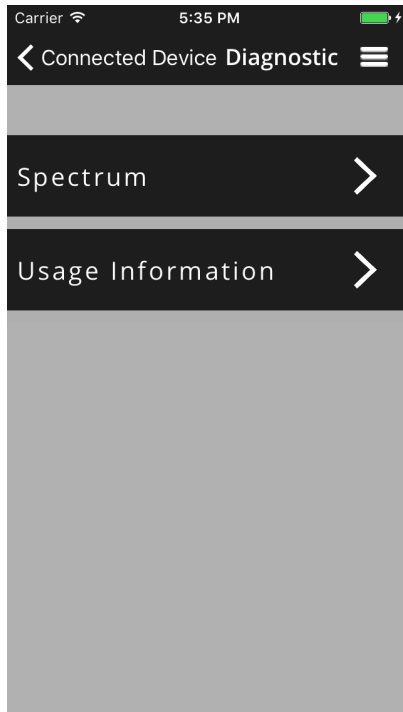 Carrier 5:35 PM
Connected Device Diagnostic
Spectrum
Usage Information